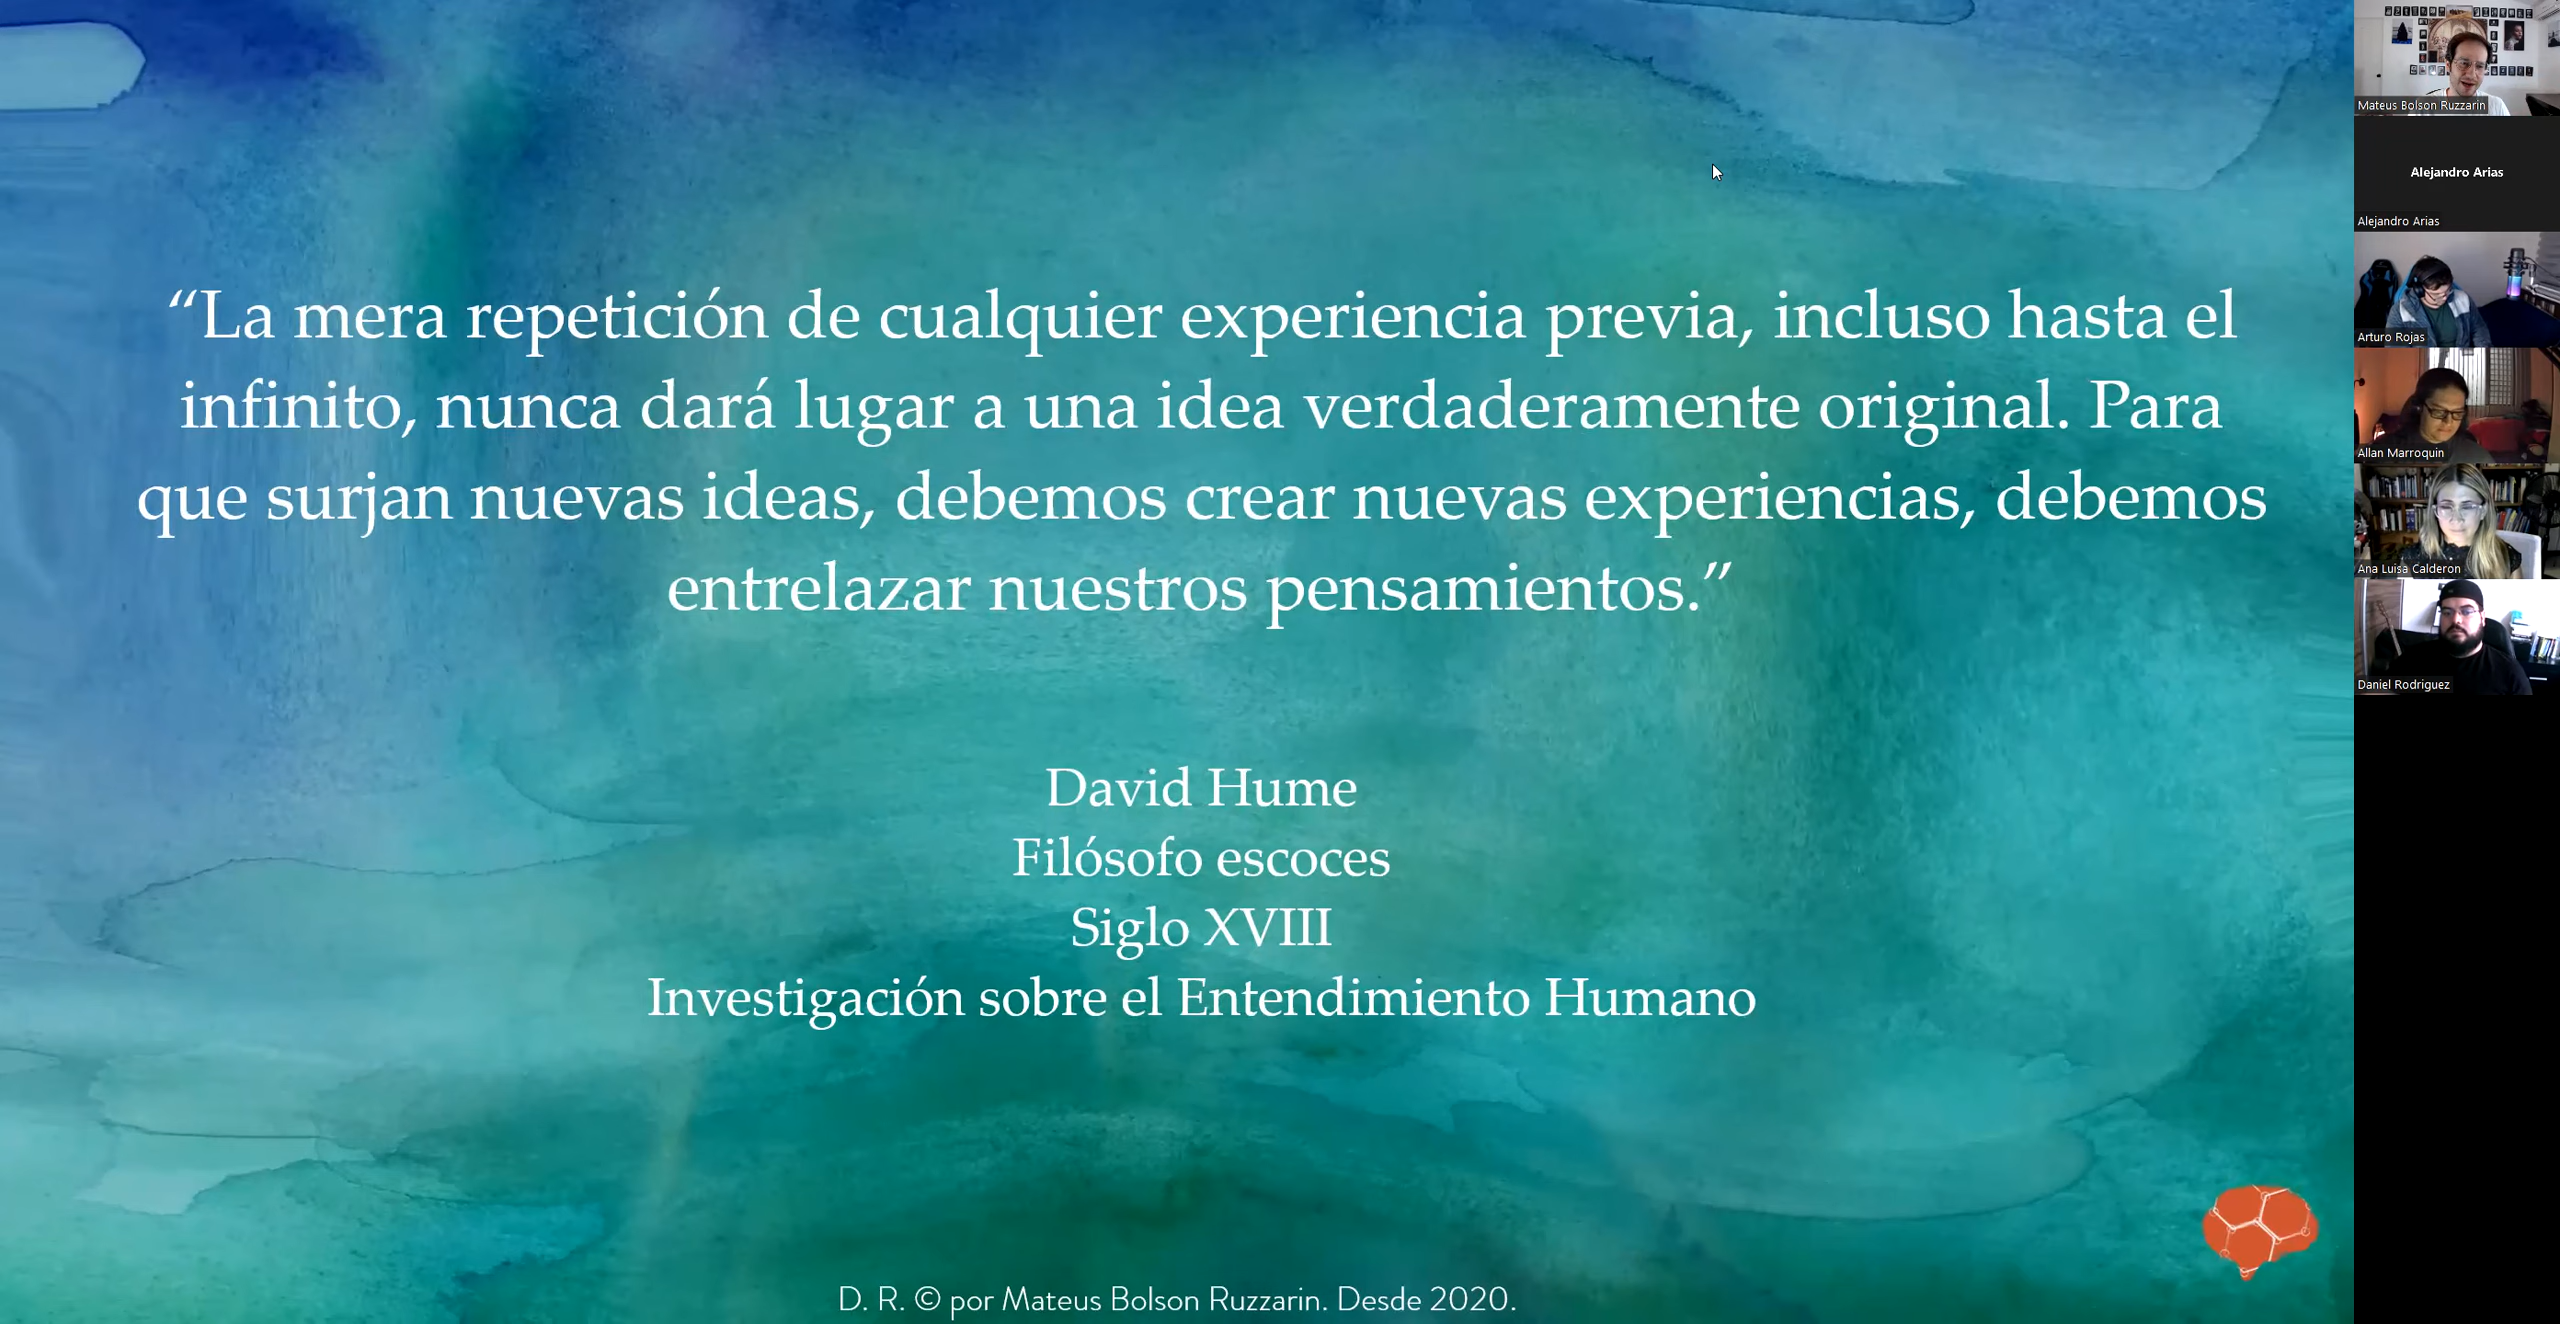 “La mera repetición de cualquier experiencia previa, incluso hasta el
infinito, nunca dará lugar a una idea verdaderamente original. Para
que surjan nuevas ideas, debemos crear nuevas experiencias, debemos
entrelazar nuestros pensamientos.”
David Hume
Filósofo escoces
Siglo XVIII
Investigación sobre el Entendimiento Humano
D. R. © por Mateus Bolson Ruzzarin. Desde 2020.
Mateus Bolson Ruzzarin
Alejandro Arias
Alejandro Arias
Arturo Rojas
Allan Marroquin
Ana Luisa Calderon
Daniel Rodriguez